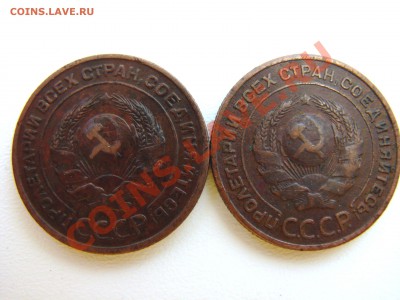 COINS.LAVE.RU
ПРОЛЕТАРИИ ВСЕХ СТРАН, СОЕДИНЯЙТЕСЬ!
С.С.С.Р.
ПРОЛЕТАРИИ ВСЕХ СТРАН, СОЕДИНЯЙТЕСЬ!
С.С.С.Р.
COINS.LAVE.RU